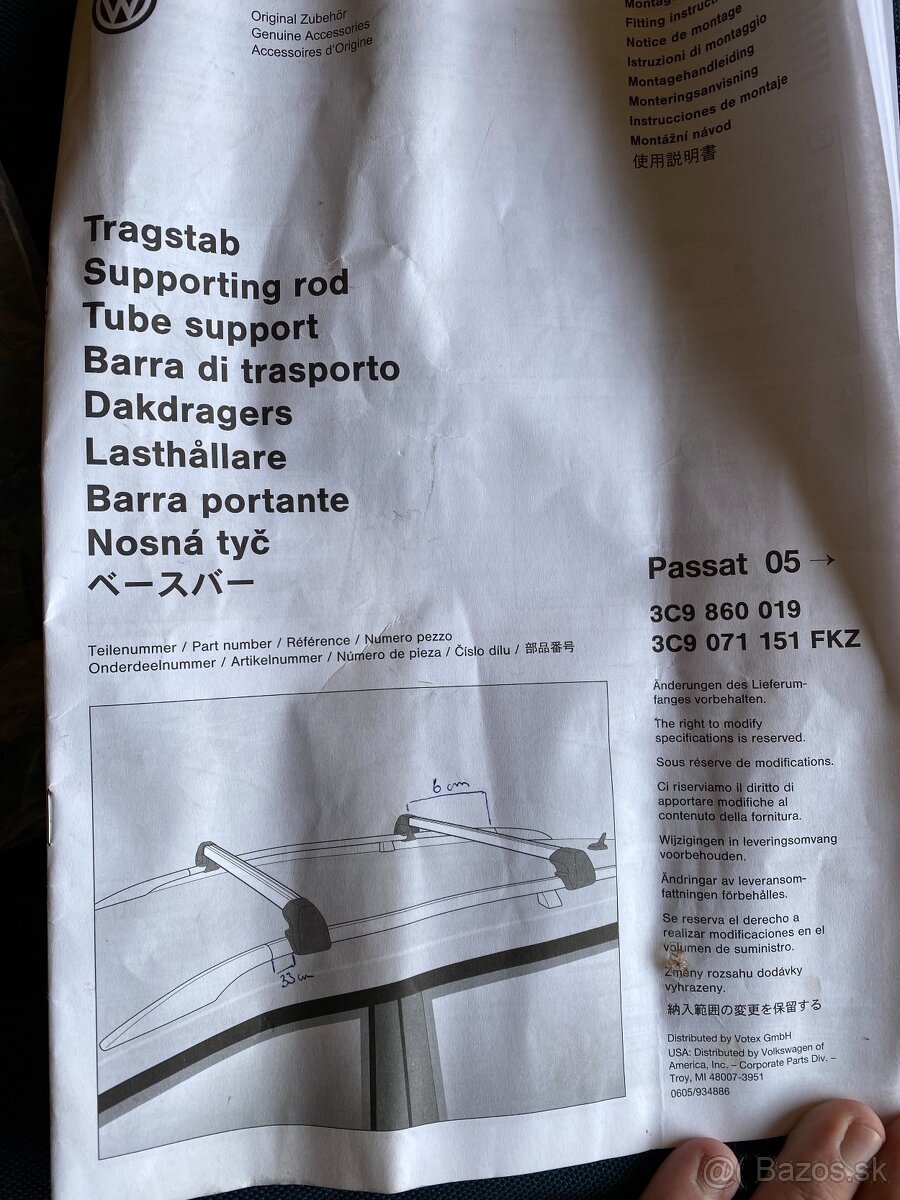 Original Zubehör
Genuine Accessories
Accessoires d'Origine
Fitting
Notice de montage
Istruzioni di montaggio
Montagehandleiding
Monteringsanvisning
Instrucciones de montaje
Montážní návod
使用説明書
Tragstab
Supporting rod
Tube support
Barra di trasporto
Dakdragers
Lasthållare
Barra portante
Nosná tyč
ベースバー
Passat 05 →
3C9 860 019
3C9 071 151 FKZ
Teilenummer / Part number / Référence / Numero pezzo
Onderdeelnummer / Artikelnummer / Número de pieza / Číslo dílu / 部品番号
6 cm
33 cm
Änderungen des Lieferum-
fanges vorbehalten.
The right to modify
specifications is reserved.
Sous réserve de modifications.
Ci riserviamo il diritto di
apportare modifiche al
contenuto della fornitura.
Wijzigingen in leveringsomvang
voorbehouden.
Ändringar av leveransom-
fattningen förbehålles.
Se reserva el derecho a
realizar modificaciones en el
volumen de suministro.
Změny rozsahu dodávky
vyhrazeny.
納入範囲の変更を保留する
Distributed by Votex GmbH
USA: Distributed by Volkswagen of
America, Inc. – Corporate Parts Div. –
Troy, MI 48007-3951
0605/934886
@ Bazos.sk